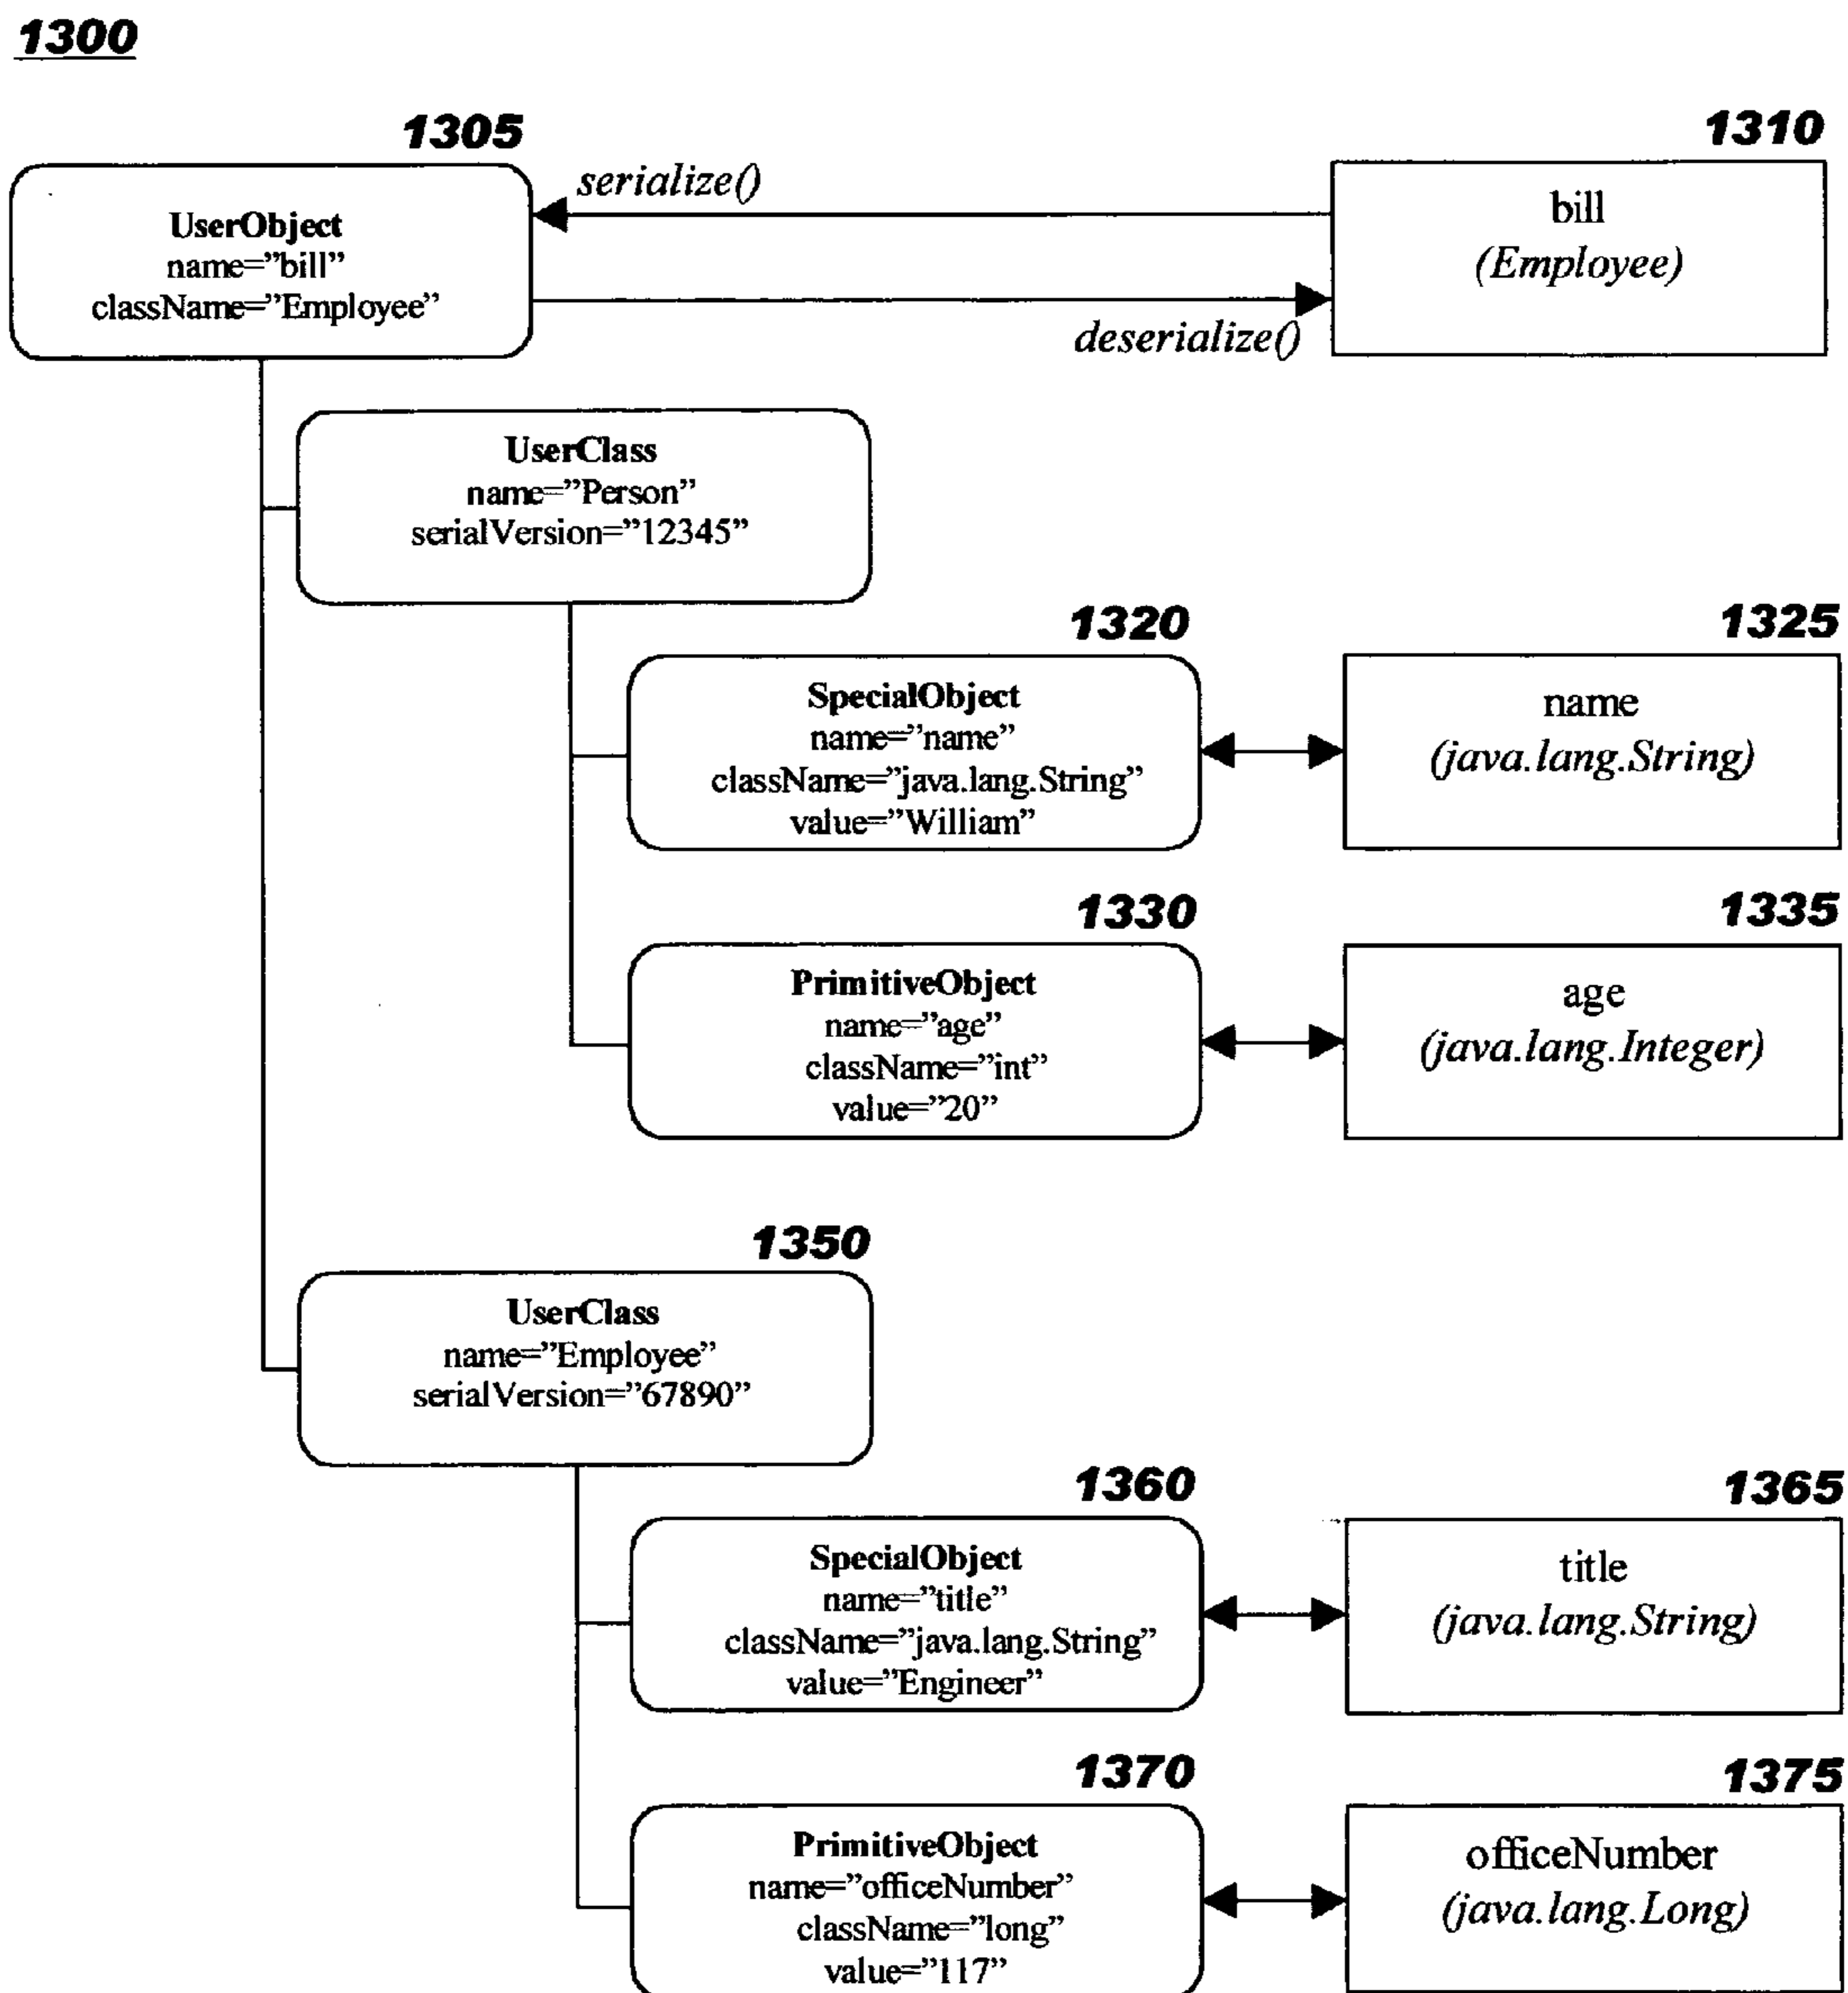 1300
1305
1310
UserObject
name=”bill”
className=”Employee”
serialize()
deserialize()
bill
(Employee)
UserClass
name=”Person”
serialVersion=”12345”
1320
1325
SpecialObject
name=”name”
className=”java.lang.String”
value=”William”
name
(java.lang.String)
1330
1335
PrimitiveObject
name=”age”
className=”int”
value=”20”
age
(java.lang.Integer)
1350
UserClass
name=”Employee”
serialVersion=”67890”
1360
1365
SpecialObject
name=”title”
className=”java.lang.String”
value=”Engineer”
title
(java.lang.String)
1370
1375
PrimitiveObject
name=”officeNumber”
className=”long”
value=”117”
officeNumber
(java.lang.Long)